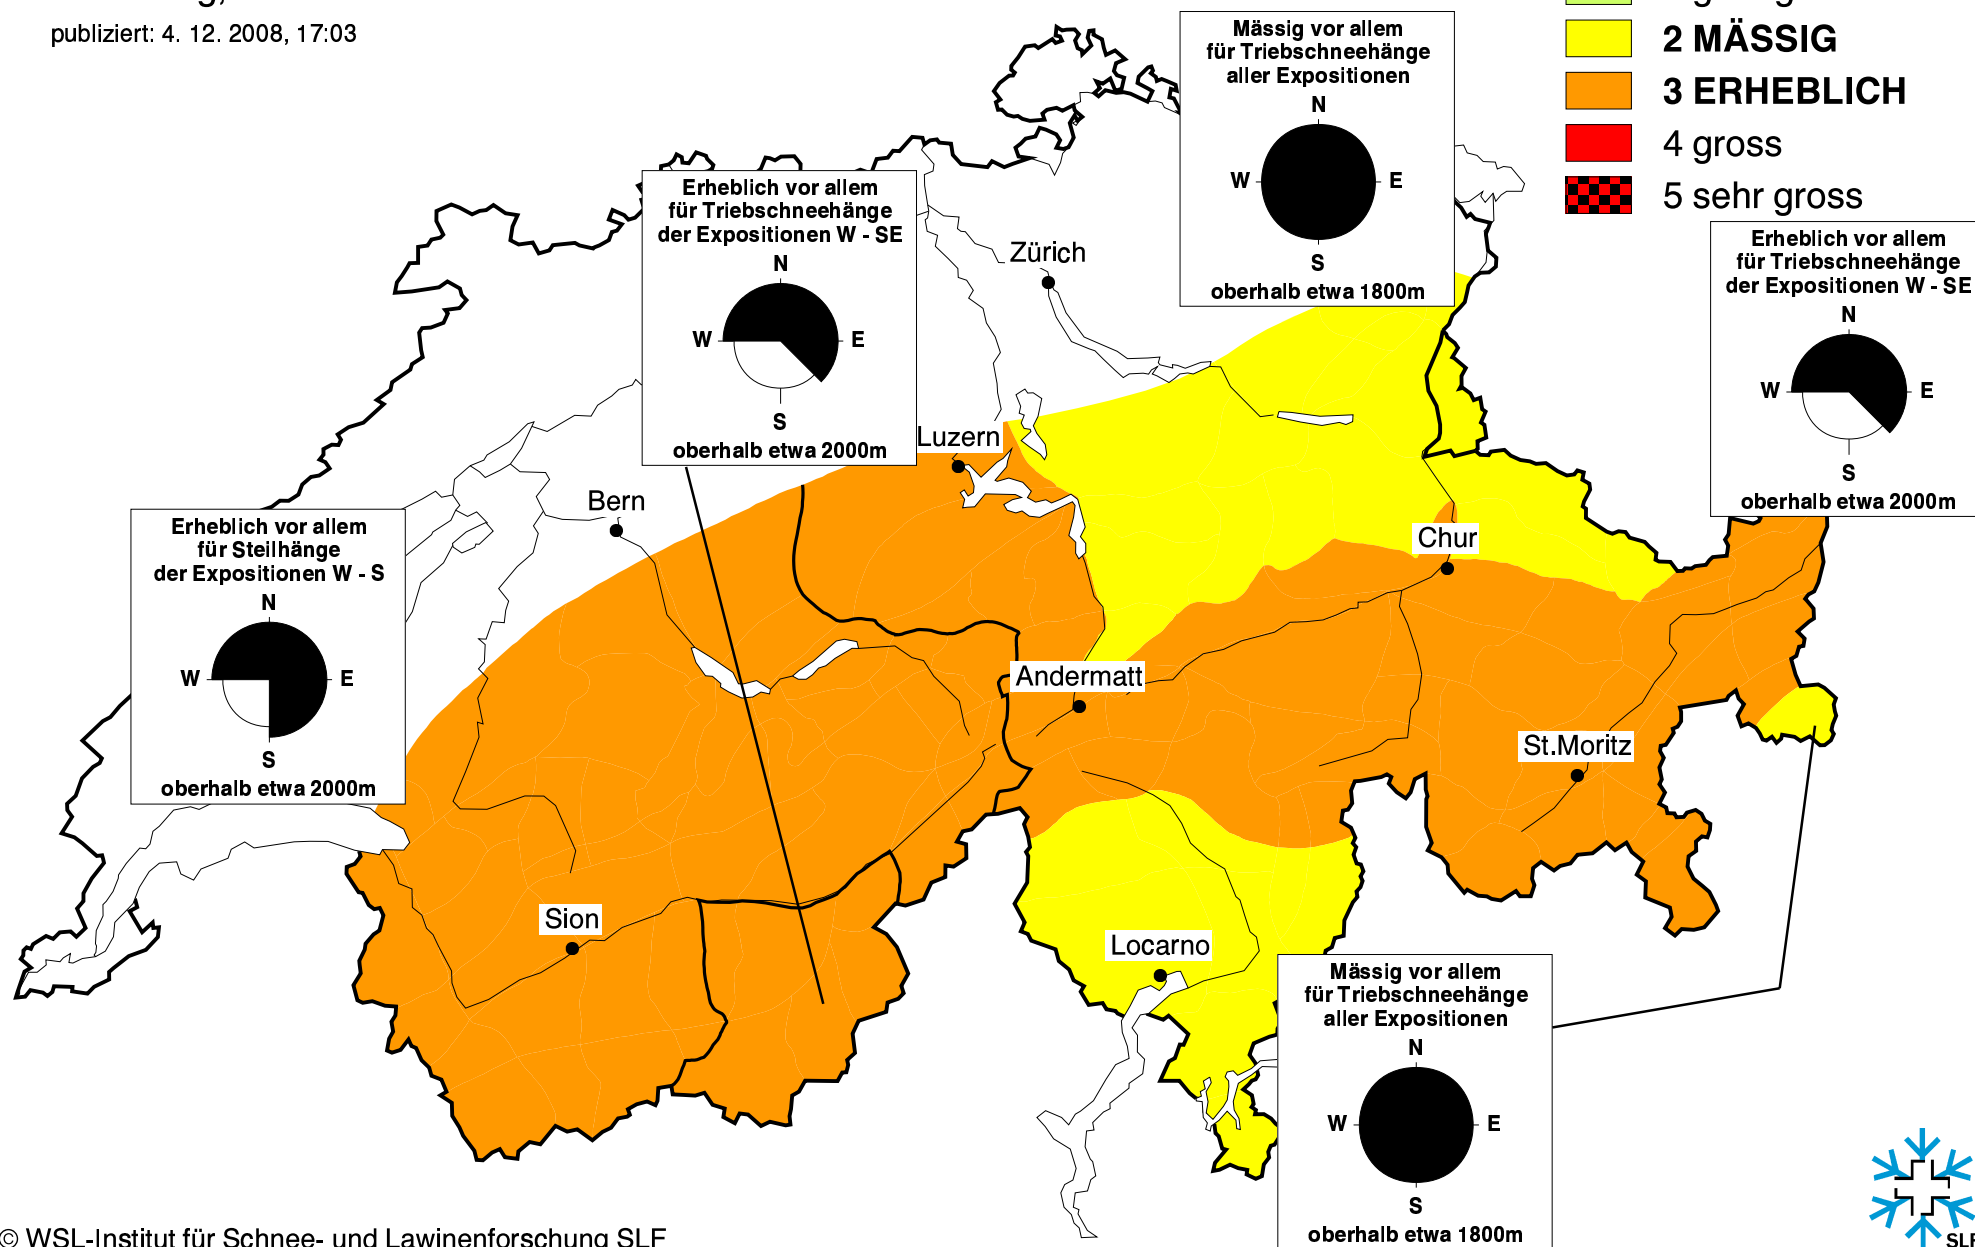 publiziert: 4. 12. 2008, 17:03
2 MÄSSIG
3 ERHEBLICH
4 gross
5 sehr gross
Mässig vor allem
für Triebschneehänge
aller Expositionen
N
W
E
S
oberhalb etwa 1800m
Erheblich vor allem
für Triebschneehänge
der Expositionen W - SE
N
W
E
S
oberhalb etwa 2000m
Erheblich vor allem
für Triebschneehänge
der Expositionen W - SE
N
W
E
S
oberhalb etwa 2000m
Zürich
Luzern
Bern
Erheblich vor allem
für Steilhänge
der Expositionen W - S
N
W
E
S
oberhalb etwa 2000m
Chur
Andermatt
St.Moritz
Sion
Locarno
Mässig vor allem
für Triebschneehänge
aller Expositionen
N
W
E
S
oberhalb etwa 1800m
© WSL-Institut für Schnee- und Lawinenforschung SLF
SLF